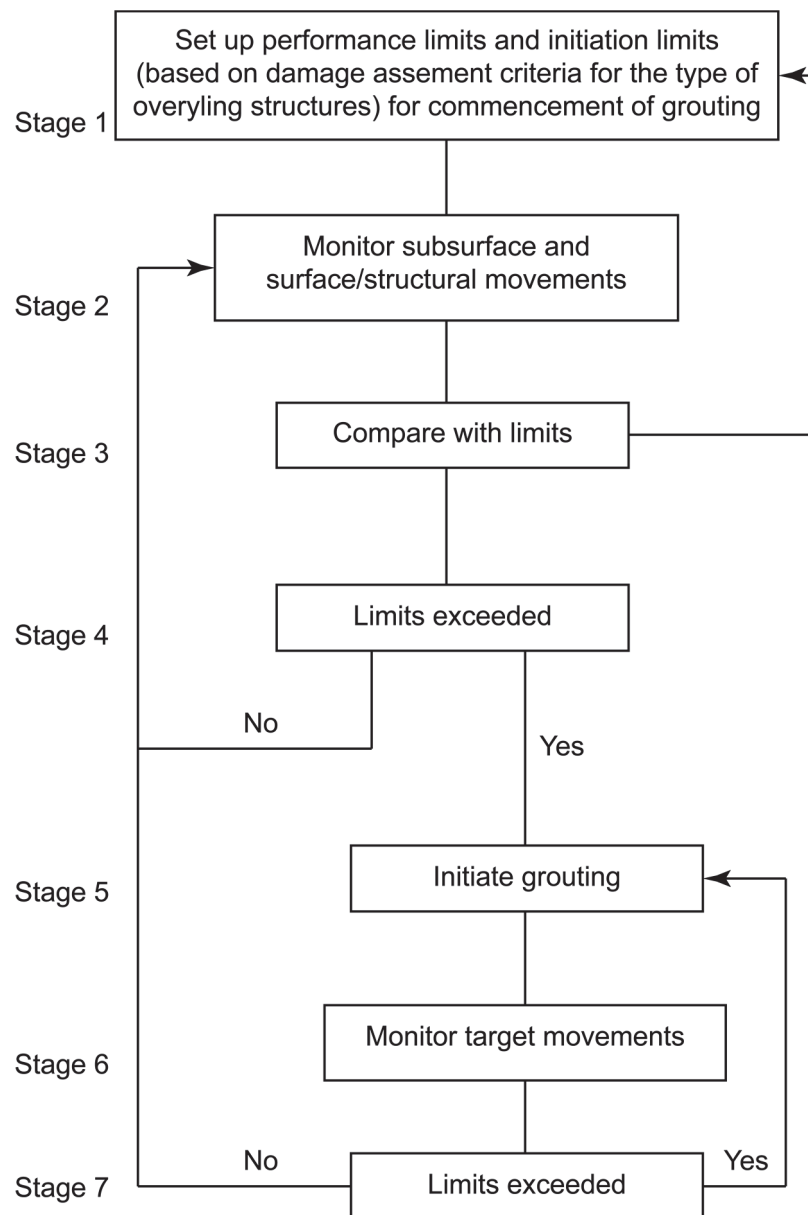 Set up performance limits and initiation limits
(based on damage assement criteria for the type of
overyling structures) for commencement of grouting
Stage 1
Monitor subsurface and
surface/structural movements
Stage 2
Compare with limits
Stage 3
Limits exceeded
Stage 4
No
Yes
Initiate grouting
Stage 5
Monitor target movements
Stage 6
No
Yes
Limits exceeded
Stage 7